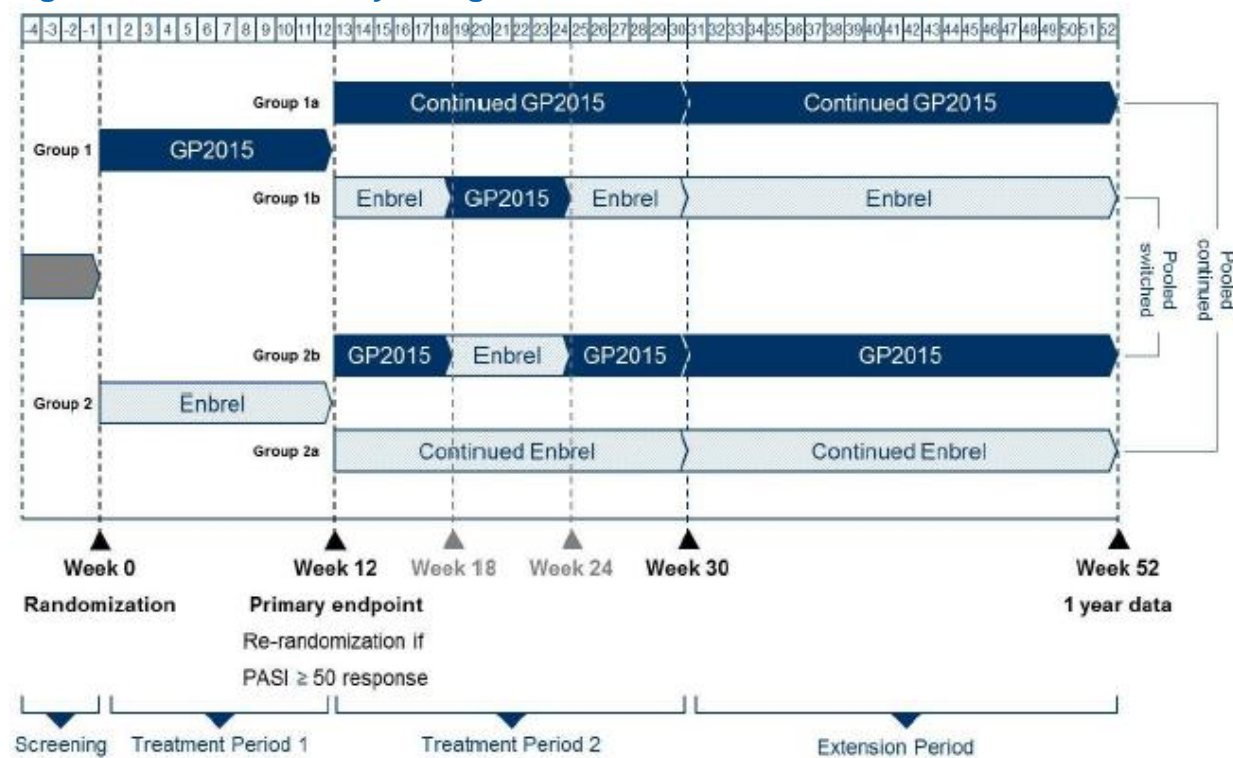 -4 -3 -2 -1 1 2 3 4 5 6 7 8 9 10 11 12 13 14 15 16 17 18 19 20 21 22 23 24 25 26 27 28 29 30 31 32 33 34 35 36 37 38 39 40 41 42 43 44 45 46 47 48 49 50 51 52
Group 1a
Continued GP2015
Continued GP2015
Group 1
GP2015
Group 1b
Enbrel
GP2015
Enbrel
Enbrel
Pooled
switched
Pooled
continued
Group 2b
GP2015
Enbrel
GP2015
GP2015
Group 2
Enbrel
Group 2a
Continued Enbrel
Continued Enbrel
Week 0
Randomization
Week 12
Primary endpoint
Re-randomization if
PASI ≥ 50 response
Week 18
Week 24
Week 30
Week 52
1 year data
Screening
Treatment Period 1
Treatment Period 2
Extension Period